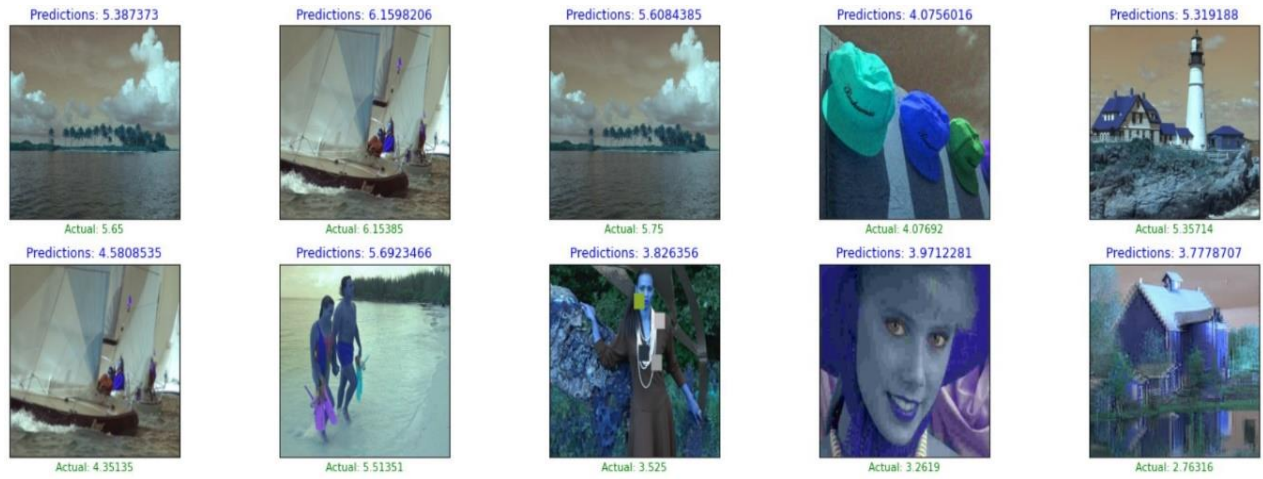 Predictions: 5.387373
Predictions: 6.1598206
Predictions: 5.6084385
Predictions: 4.0756016
Predictions: 5.319188
Actual: 5.65
Actual: 6.15385
Actual: 5.75
Actual: 4.07692
Actual: 5.35714
Predictions: 4.5808535
Predictions: 5.6923466
Predictions: 3.826356
Predictions: 3.9712281
Predictions: 3.7778707
Actual: 4.35135
Actual: 5.51351
Actual: 3.525
Actual: 3.2619
Actual: 2.76316